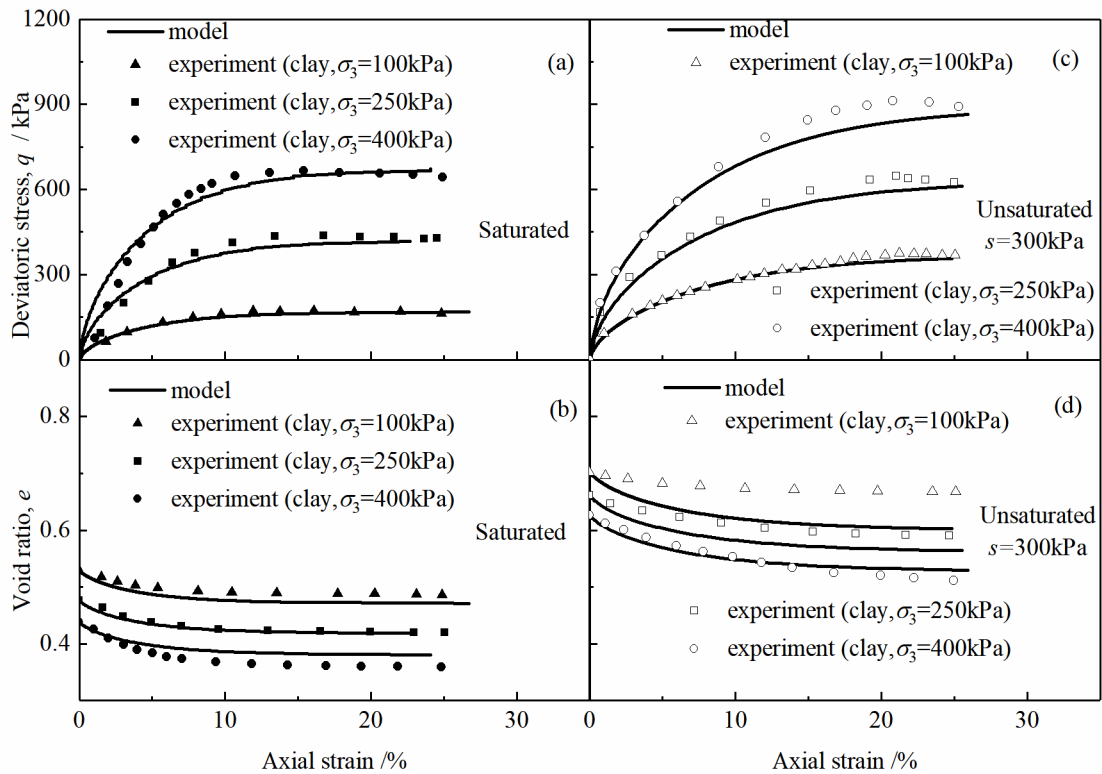 Deviatoric stress, q / kPa
1200
900
600
300
0
model
experiment (clay,σ3=100kPa)
experiment (clay,σ3=250kPa)
experiment (clay,σ3=400kPa)
(a)
Saturated
model
experiment (clay,σ3=100kPa)
(c)
Unsaturated
s=300kPa
experiment (clay,σ3=250kPa)
experiment (clay,σ3=400kPa)
Void ratio, e
0.8
0.6
0.4
model
experiment (clay,σ3=100kPa)
experiment (clay,σ3=250kPa)
experiment (clay,σ3=400kPa)
(b)
Saturated
0
10
20
30
Axial strain /%
model
experiment (clay,σ3=100kPa)
(d)
Unsaturated
s=300kPa
experiment (clay,σ3=250kPa)
experiment (clay,σ3=400kPa)
0
10
20
30
Axial strain /%